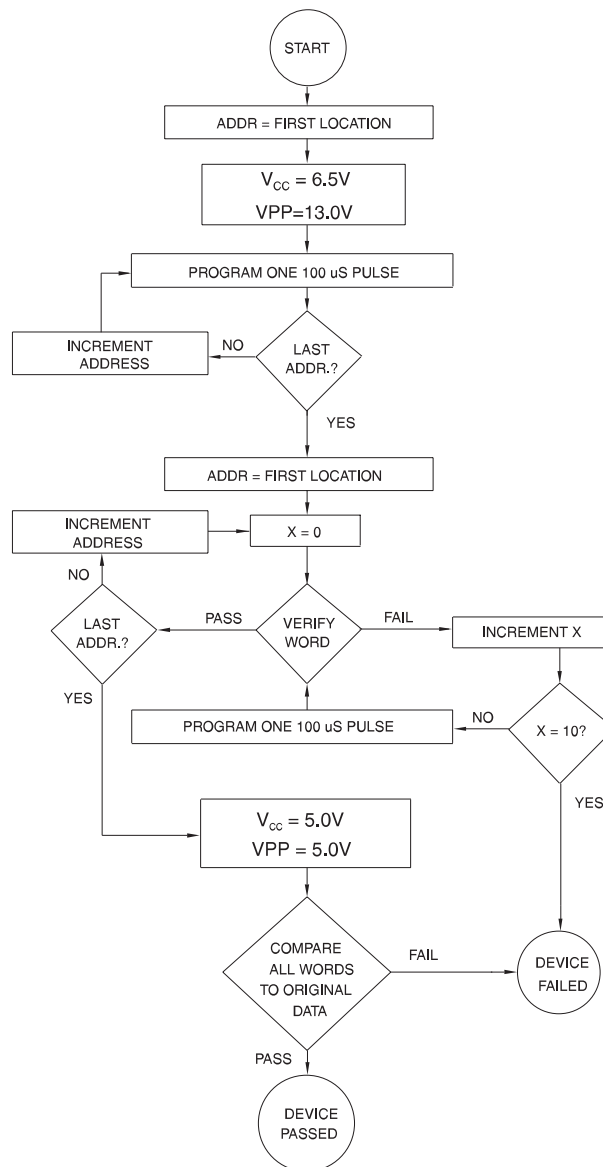 START
ADDR = FIRST LOCATION
VCC = 6.5V
VPP=13.0V
PROGRAM ONE 100 uS PULSE
INCREMENT
ADDRESS
NO
LAST
ADDR.?
YES
ADDR = FIRST LOCATION
INCREMENT
ADDRESS
X = 0
NO
LAST
ADDR.?
PASS
VERIFY
WORD
FAIL
INCREMENT X
YES
PROGRAM ONE 100 uS PULSE
NO
X = 10?
YES
VCC = 5.0V
VPP = 5.0V
COMPARE
ALL WORDS
TO ORIGINAL
DATA
FAIL
DEVICE
FAILED
PASS
DEVICE
PASSED